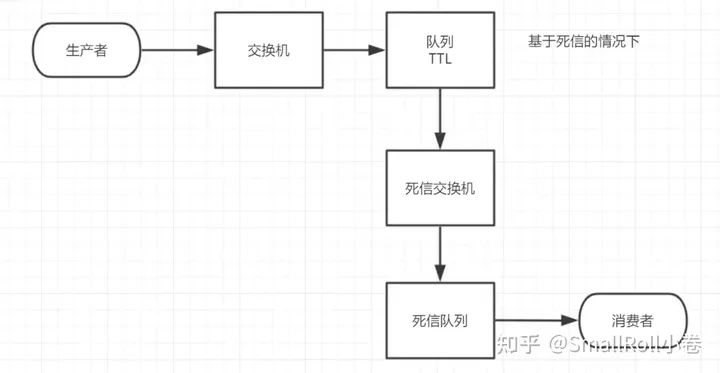 生产者
交换机
队列
TTL
基于死信的情况下
死信交换机
死信队列
消费者
知乎 @SmallRoll小卷